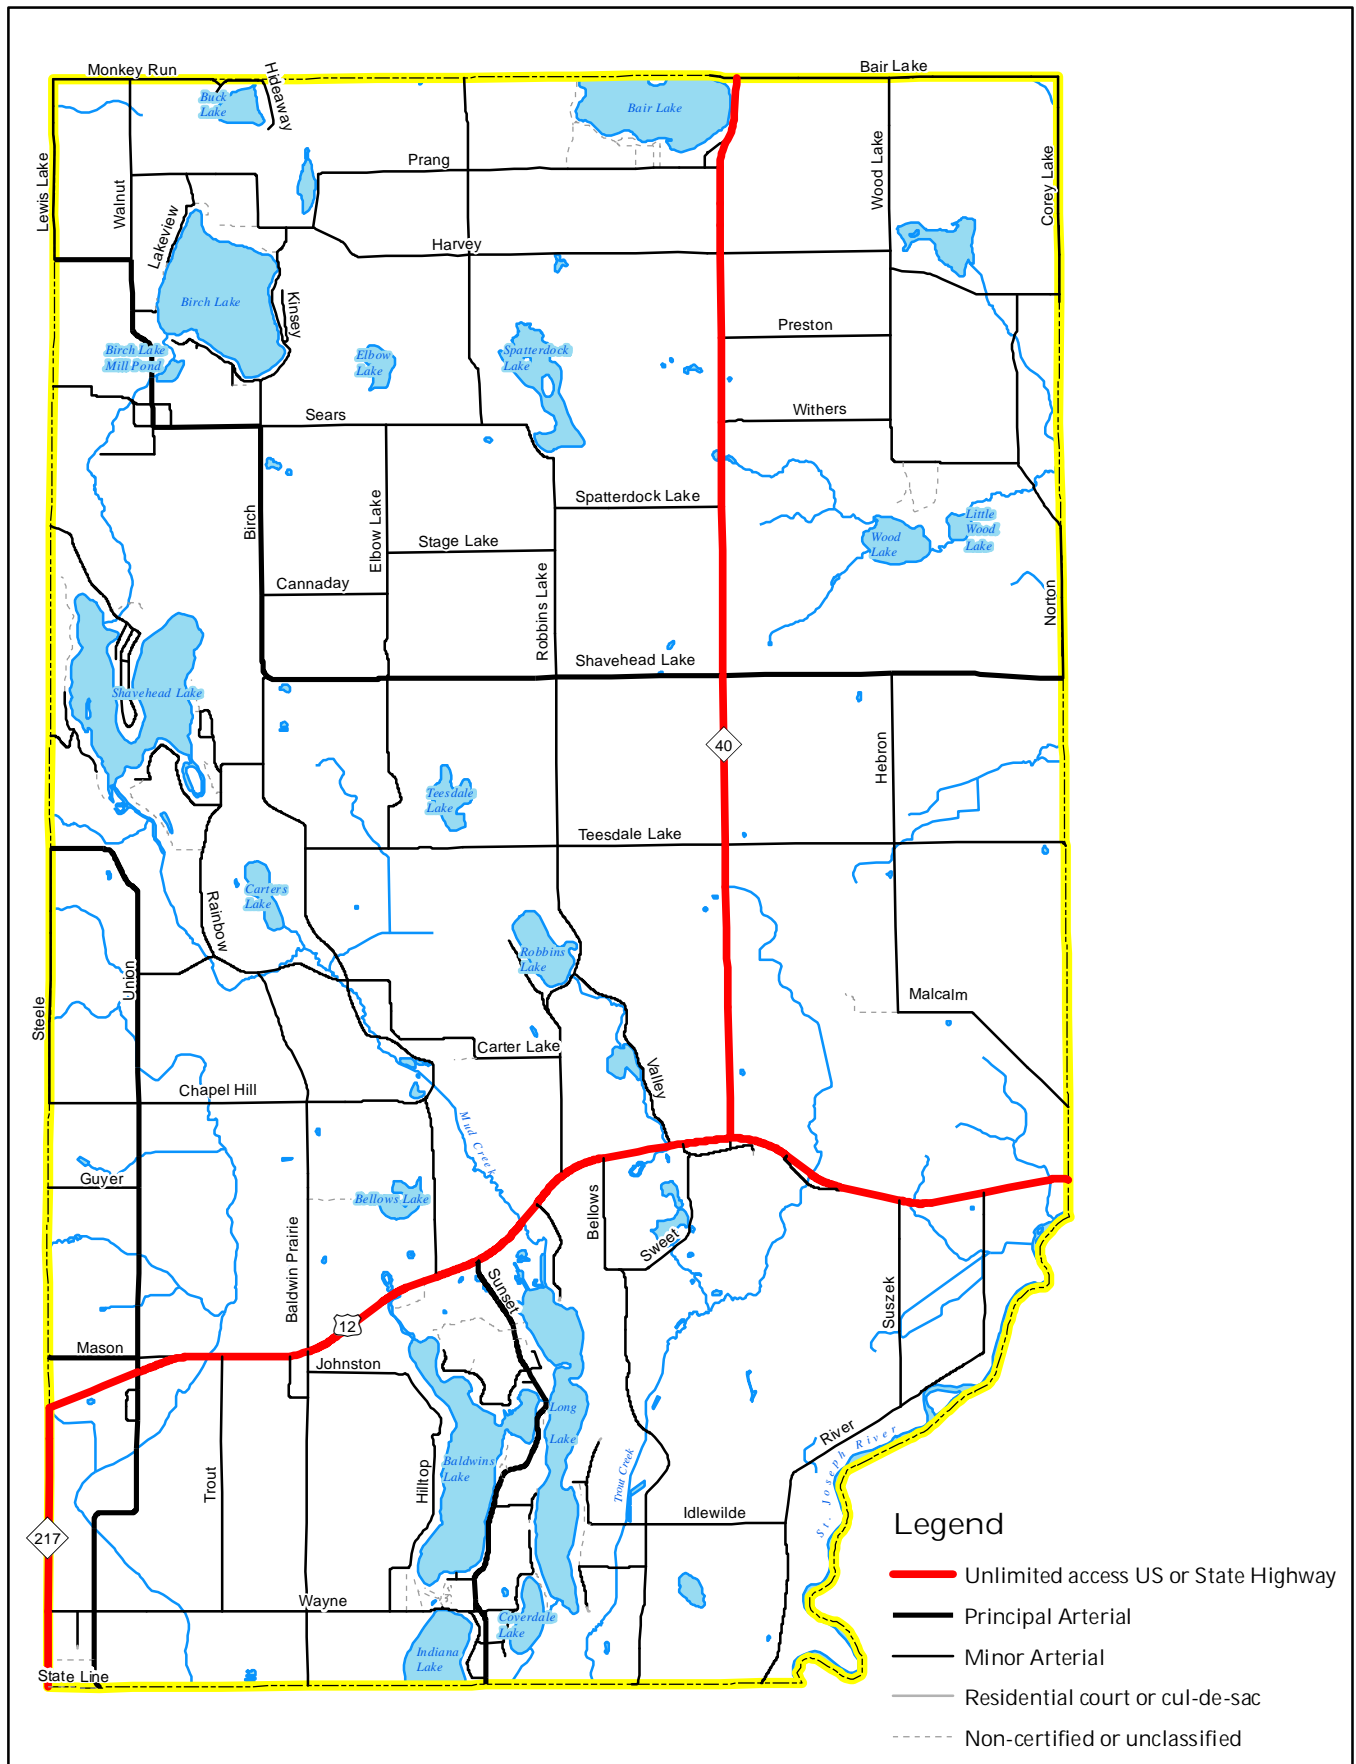 Monkey Run
Hideaway
Bair Lake
Buck
Lake
Bair Lake
Lewis Lake
Walnut
Prang
Wood Lake
Corey Lake
Lakeview
Harvey
Birch Lake
Kinsey
Preston
Birch Lake
Mill Pond
Elbow
Lake
Spatterdock
Lake
Sears
Withers
Birch
Elbow Lake
Spatterdock Lake
Stage Lake
Wood
Lake
Little
Wood
Lake
Cannaday
Robbins Lake
Norton
Shavehead Lake
Shavehead Lake
40
Hebron
Teesdale
Lake
Teesdale Lake
Carters
Lake
Rainbow
Robbins
Lake
Union
Steele
Malcalm
Carter Lake
Valley
Chapel Hill
Mud Creek
Guyer
Bellows Lake
Bellows
Sweet
Baldwin Prairie
Sunset
Suszek
12
Mason
Johnston
Long
Lake
River
St. Joseph River
Baldwins
Lake
Hilltop
Trout
Trout Creek
Idlewilde
217
Wayne
Coverdale
Lake
Indiana
Lake
State Line
Legend
Unlimited access US or State Highway
Principal Arterial
Minor Arterial
Residential court or cul-de-sac
Non-certified or unclassified